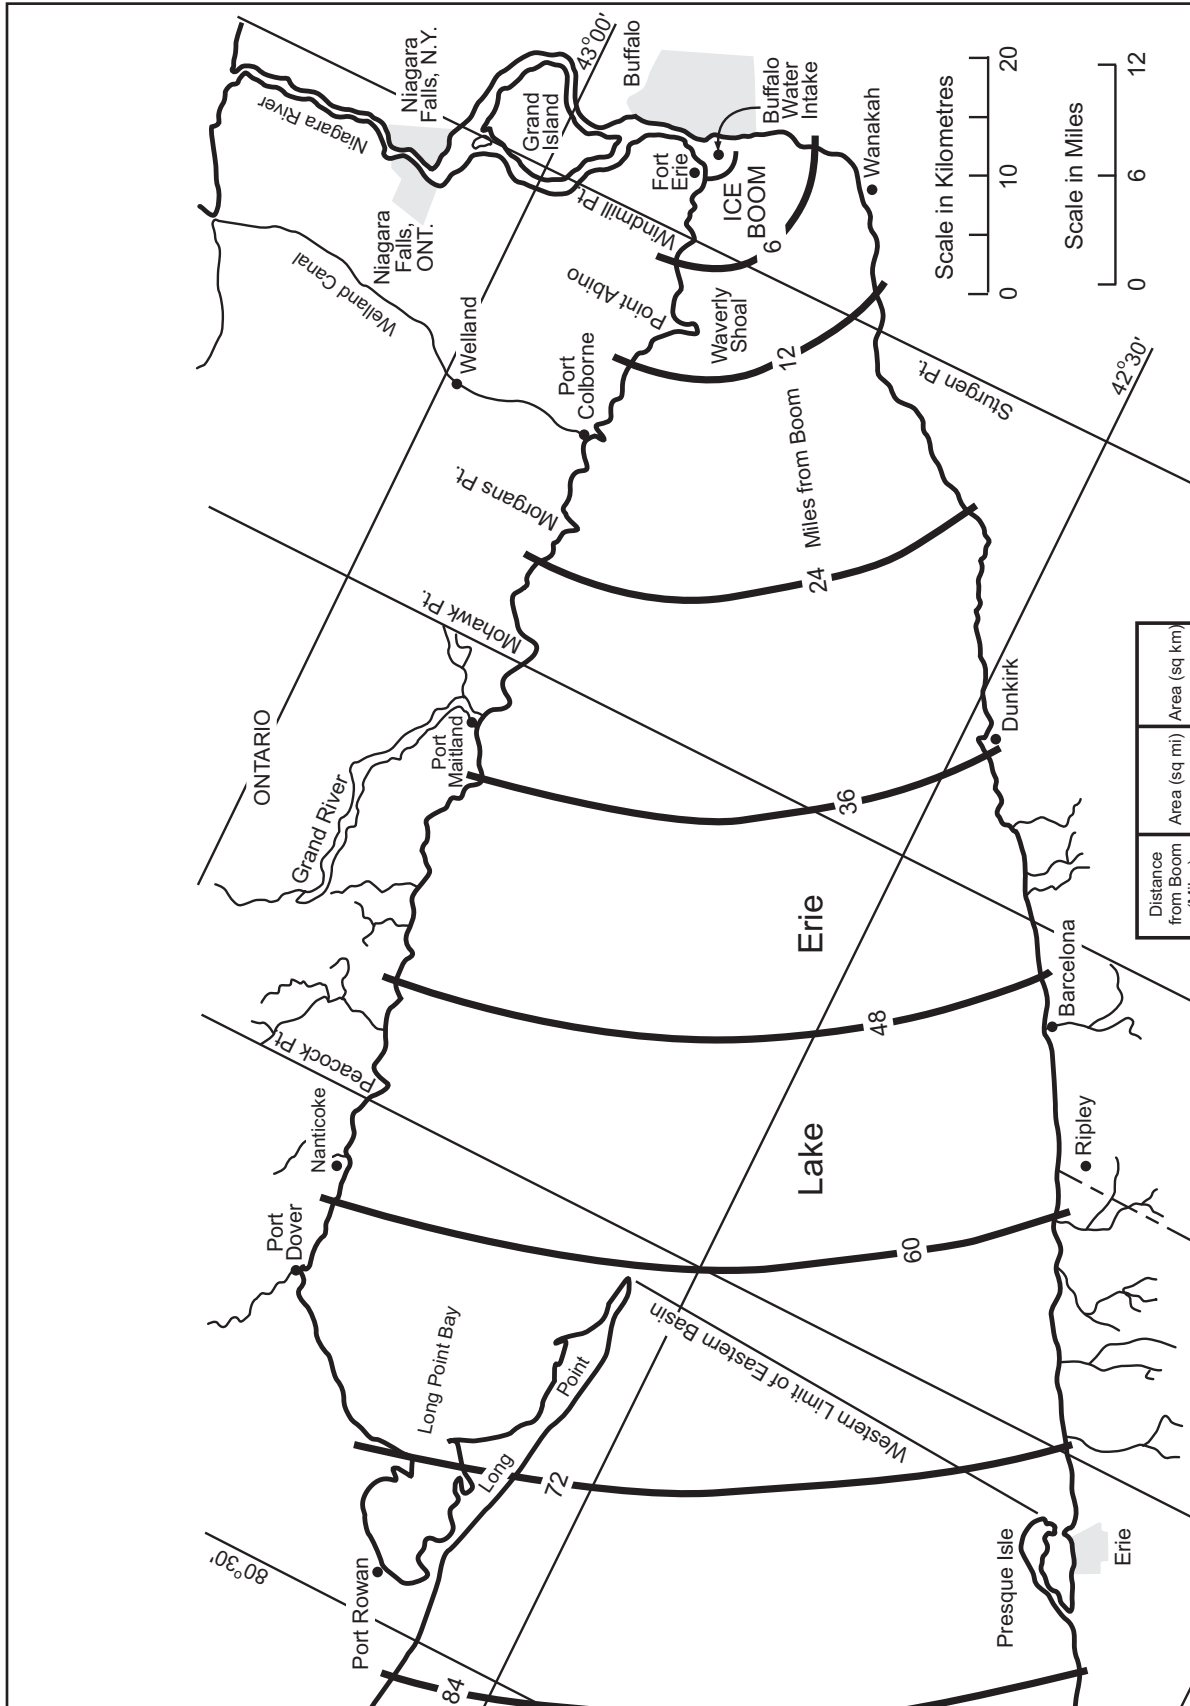 Niagara River
Niagara
Falls, N.Y.
Grand
Island
43°00'
Buffalo
Niagara
Falls,
ONT.
Welland Canal
Welland
Windmill Pt.
Fort
Erie
ICE
BOOM
Buffalo
Water
Intake
Wanakah
6
Point Abino
Waverly
Shoal
Port
Colborne
12
Miles from Boom
Morgans Pt.
24
Sturgen Pt.
42°30'
Scale in Kilometres
0
10
20
Scale in Miles
0
6
12
ONTARIO
Mohawk Pt.
Port
Maitland
Grand River
36
Dunkirk
Distance
from Boom
Area (sq mi)
Area (sq km)
Lake
Erie
48
Barcelona
Peacock Pt.
Nanticoke
Port
Dover
60
Ripley
Long Point Bay
Long
Point
Western Limit of Eastern Basin
72
80°30'
Port Rowan
84
Presque Isle
Erie